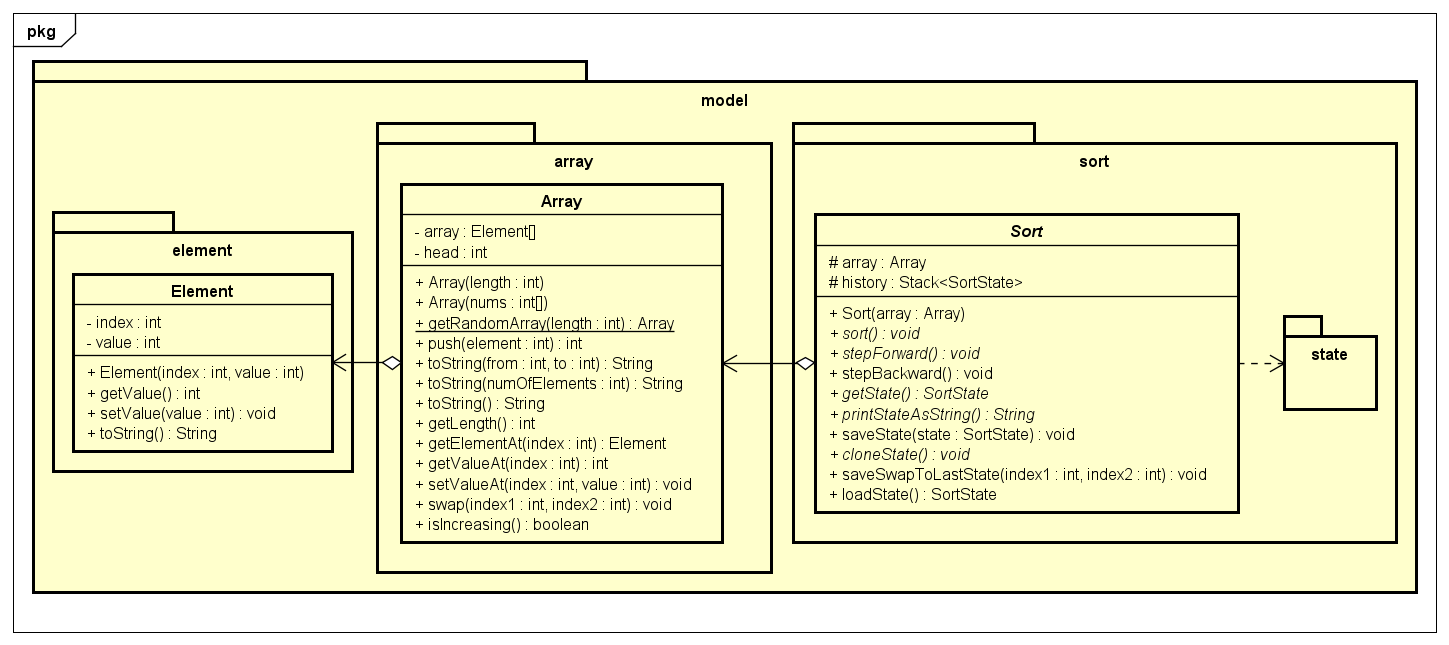 pkg
model
element
Element
- index : int
- value : int
+ Element(index : int, value : int)
+ getValue() : int
+ setValue(value : int) : void
+ toString() : String
array
Array
- array : Element[]
- head : int
+ Array(length : int)
+ Array(nums : int[])
+ getRandomArray(length : int) : Array
+ push(element : int) : int
+ toString(from : int, to : int) : String
+ toString(numOfElements : int) : String
+ toString() : String
+ getLength() : int
+ getElementAt(index : int) : Element
+ getValueAt(index : int) : int
+ setValueAt(index : int, value : int) : void
+ swap(index1 : int, index2 : int) : void
+ isIncreasing() : boolean
sort
Sort
# array : Array
# history : Stack<SortState>
+ Sort(array : Array)
+ sort() : void
+ stepForward() : void
+ stepBackward() : void
+ getState() : SortState
+ printStateAsString() : String
+ saveState(state : SortState) : void
+ cloneState() : void
+ saveSwapToLastState(index1 : int, index2 : int) : void
+ loadState() : SortState
state